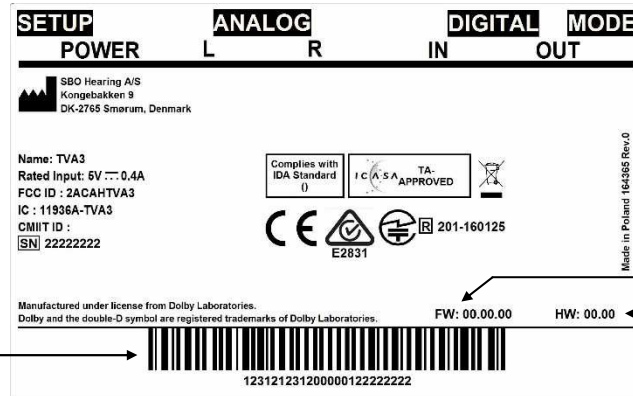 SETUP ANALOG DIGITAL MODE
POWER L R IN OUT
SBO Hearing A/S
Kongebakken 9
DK-2765 Smørum, Denmark
Name: TVA3
Rated Input: 5V 0.4A
FCC ID : 2ACAHTVA3
IC : 11936A-TVA3
CMIIT ID :
SN 22222222
Complies with
IDA Standard
()
ICASA TA-
APPROVED
CE
E2831
R 201-160125
Made in Poland 164365 Rev.0
Manufactured under license from Dolby Laboratories.
Dolby and the double-D symbol are registered trademarks of Dolby Laboratories.
FW: 00.00.00 HW: 00.00
123121231200000122222222